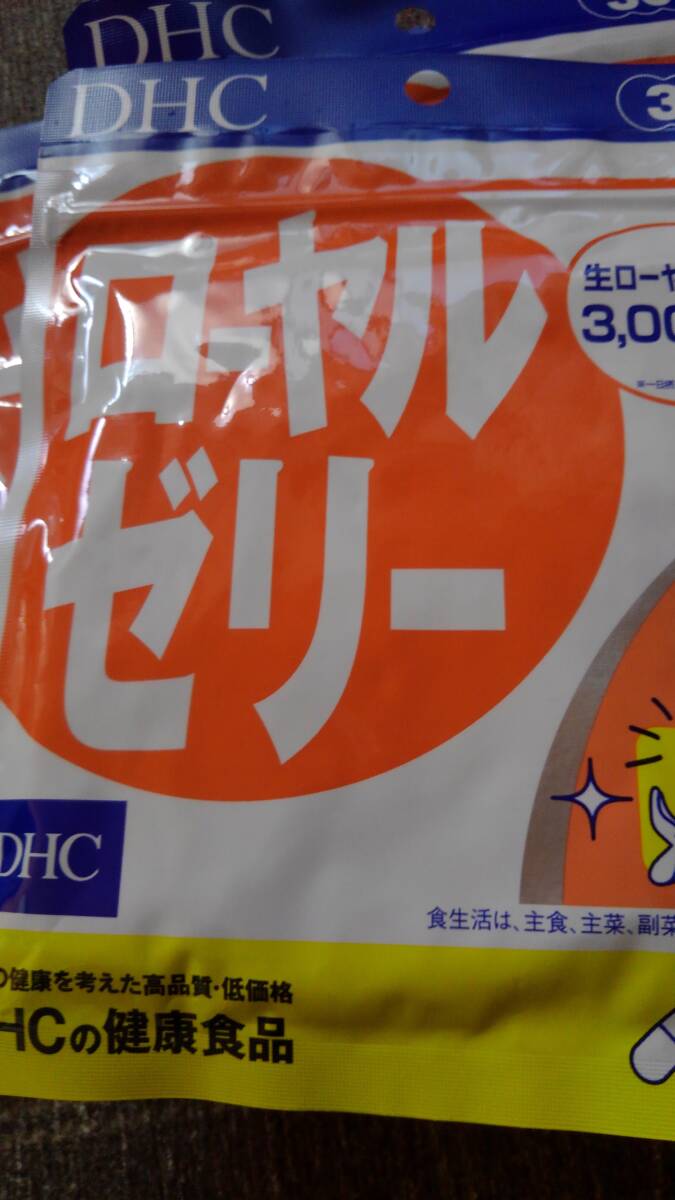 DHC
DHC
3
ローヤル
ゼリー
生ローヤ
3,00
DHC
食生活は、主食、主菜、副菜
の健康を考えた高品質・低価格
HCの健康食品